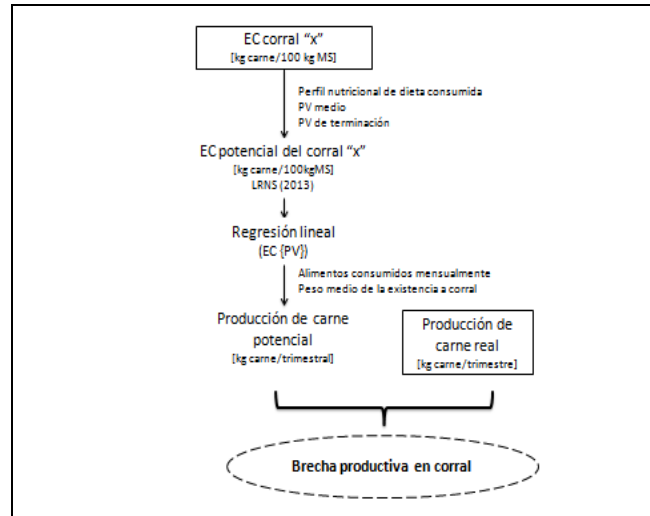 EC corral “x”
[kg carne/100 kg MS]
Perfil nutricional de dieta consumida
PV medio
PV de terminación
EC potencial del corral “x”
[kg carne/100kgMS]
LRNS (2013)
Regresión lineal
(EC {PV})
Alimentos consumidos mensualmente
Peso medio de la existencia a corral
Producción de carne
potencial
[kg carne/trimestral]
Producción de
carne real
[kg carne/trimestre]
Brecha productiva en corral